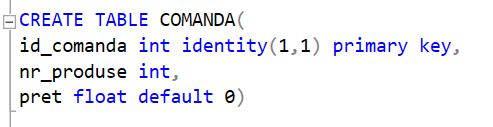 CREATE TABLE COMANDA(
id_comanda int identity(1,1) primary key,
nr_produse int,
pret float default 0)